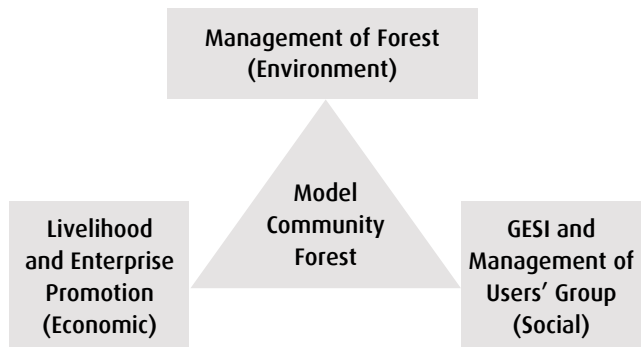 Management of Forest
(Environment)
Model
Community
Forest
Livelihood
and Enterprise
Promotion
(Economic)
GESI and
Management of
Users’ Group
(Social)